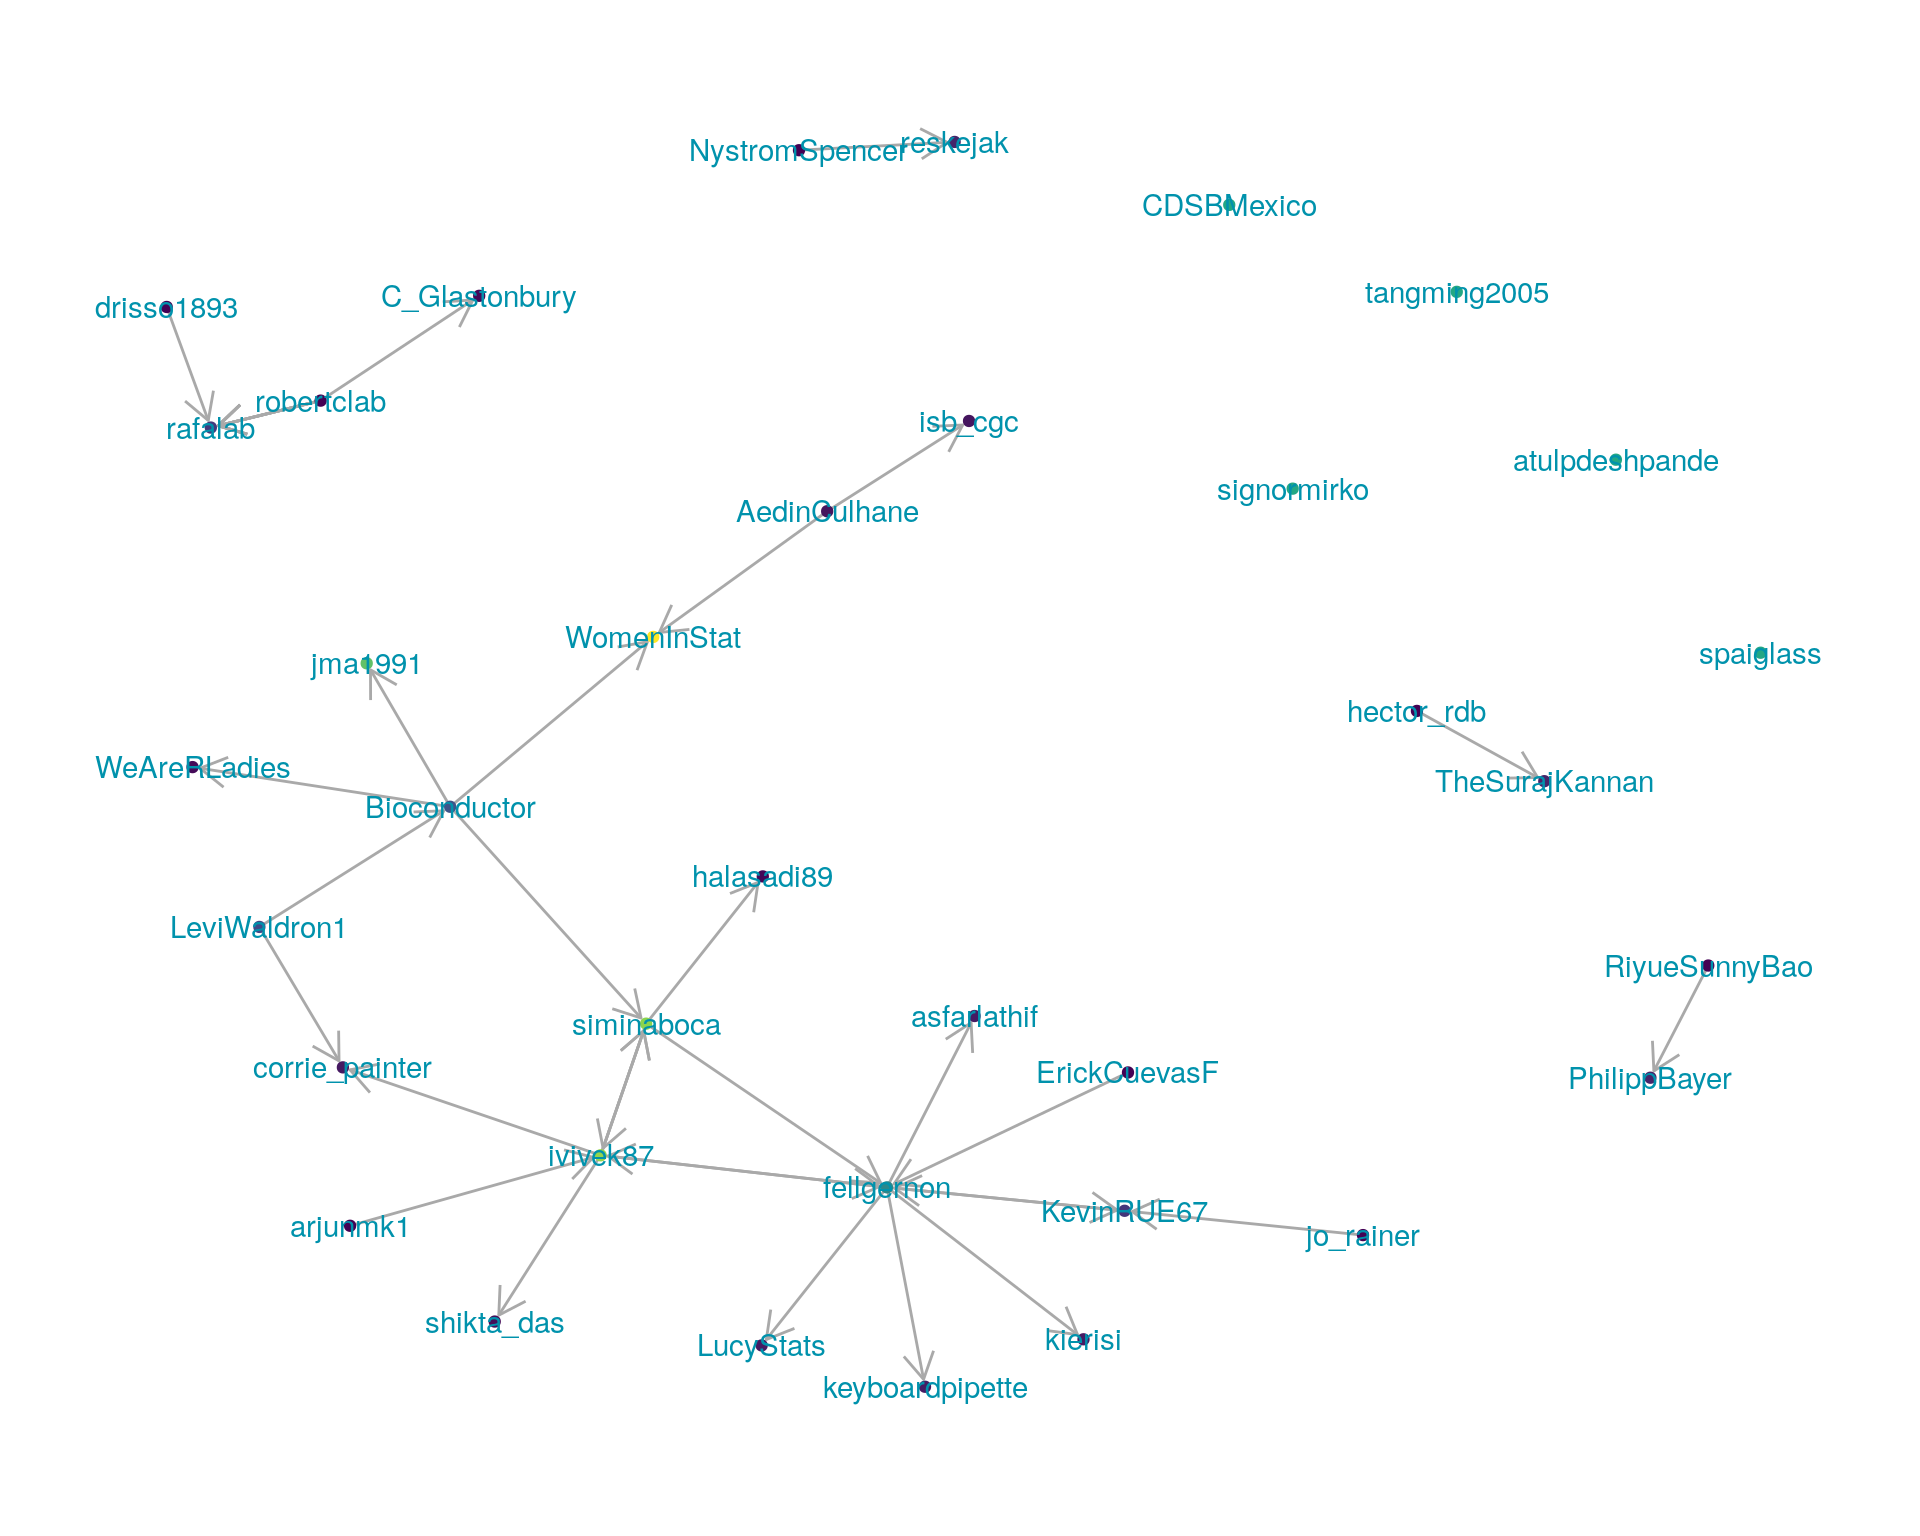 reskejak
NystromSpencer
CDSBMexico
tangming2005
C_Glastonbury
drisso1893
robertclab
rafalab
isb_cgc
atulpdeshpande
signormirko
AedinCulhane
WomenInStat
spaiglass
jma1991
hector_rdb
WeAreRLadies
TheSurajKannan
Bioconductor
halasadi89
LeviWaldron1
RiyueSunnyBao
asfarlathif
siminaboca
corrie_painter
ErickCuevasF
PhilippBayer
ivivek87
fellgernon
KevinRUE67
arjunmk1
jo_rainer
shikta_das
kierisi
LucyStats
keyboardpipette